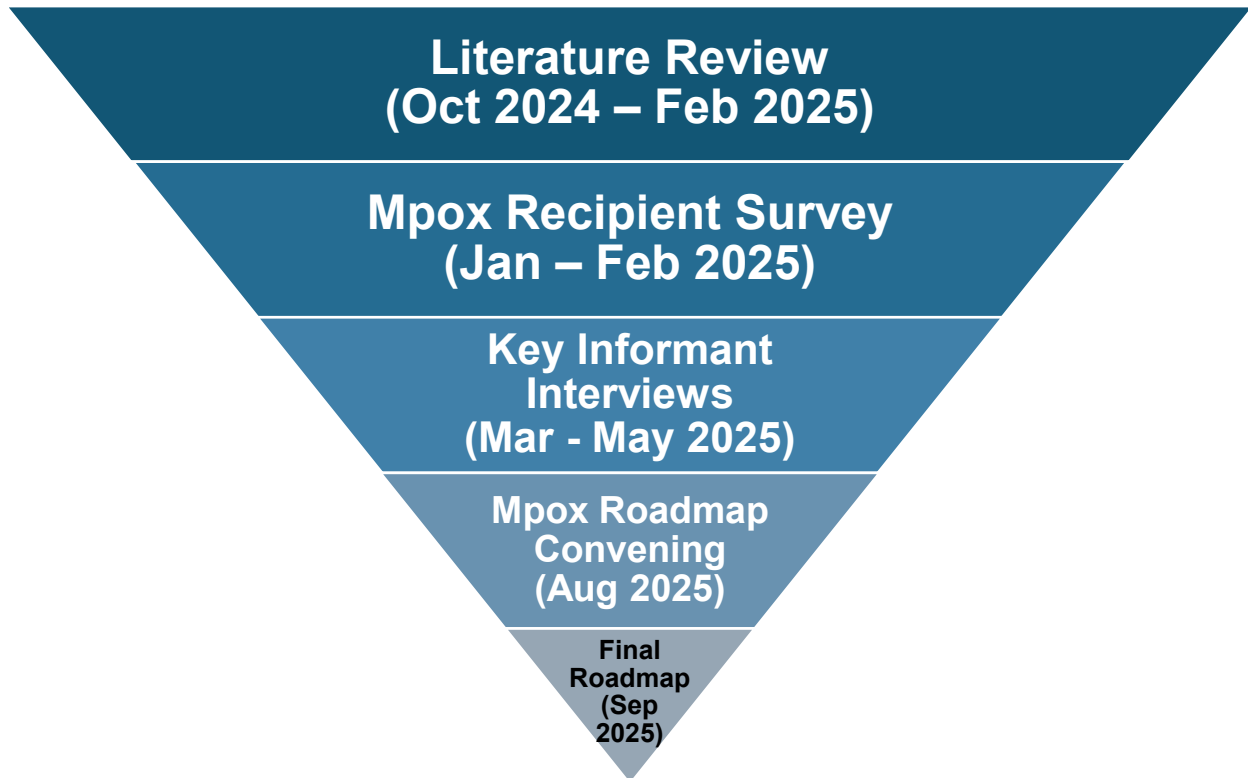 Literature Review
(Oct 2024 – Feb 2025)
Mpox Recipient Survey
(Jan – Feb 2025)
Key Informant
Interviews
(Mar - May 2025)
Mpox Roadmap
Convening
(Aug 2025)
Final
Roadmap
(Sep
2025)